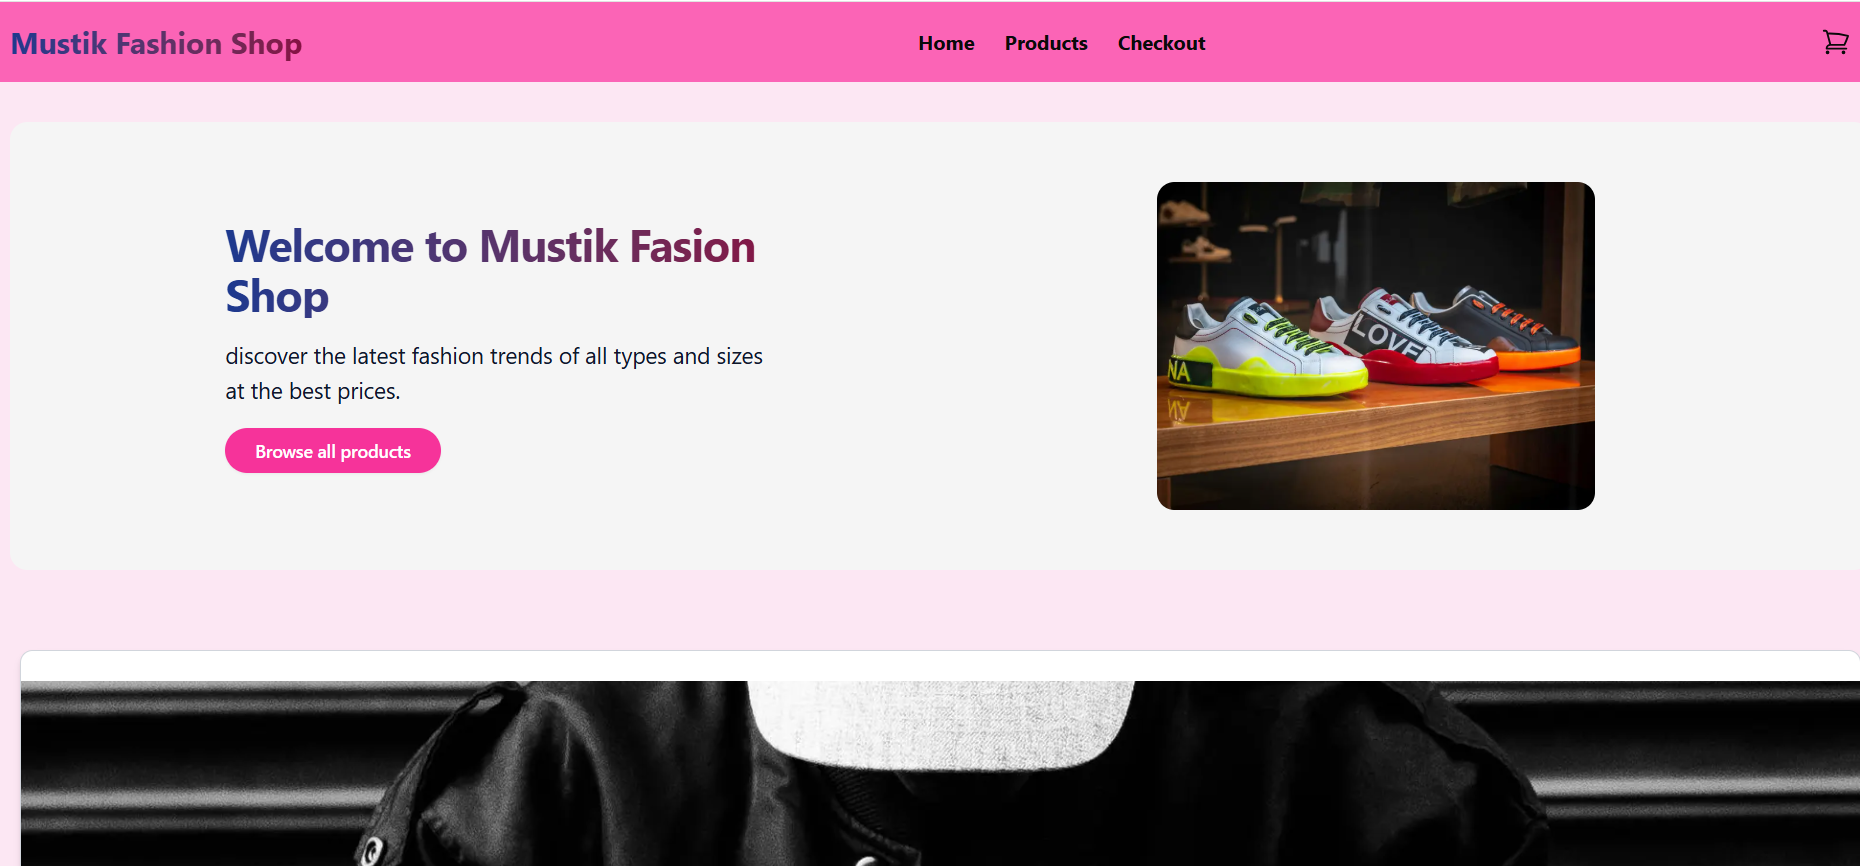 Mustik Fashion Shop
Home Products Checkout
Welcome to Mustik Fasion
Shop
discover the latest fashion trends of all types and sizes
at the best prices.
Browse all products
LOVE
NA